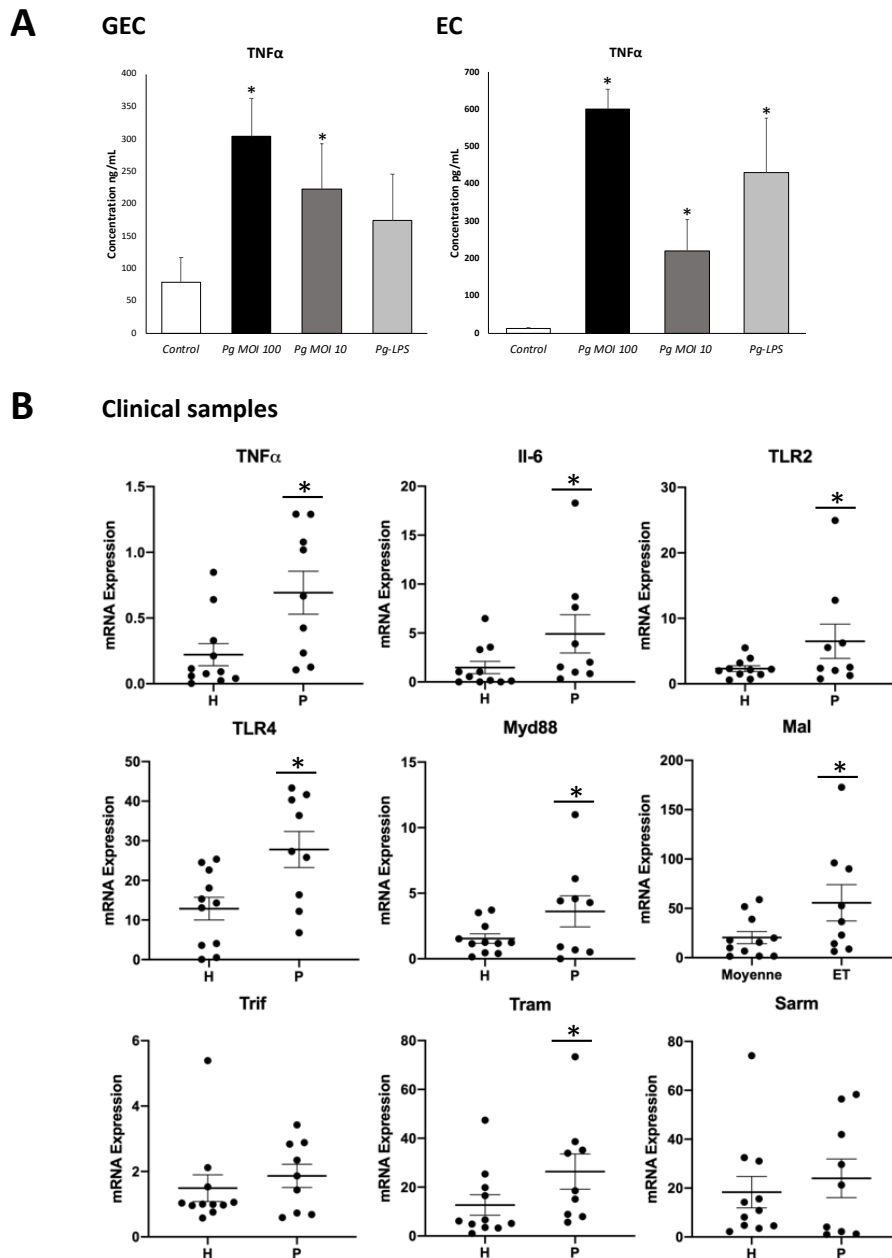 A GEC EC
TNFα TNFα
400 700
350 600
300 500
250 400
200 300
150 200
100 100
50 0
0
Concentration ng/mL Concentration pg/mL
* * * * *
Control Pg MOI 100 Pg MOI 10 Pg-LPS Control Pg MOI 100 Pg MOI 10 Pg-LPS
B Clinical samples
TNFα Il-6 TLR2
mRNA Expression mRNA Expression mRNA Expression
1.5 20 30
1.0 15 20
0.5 10 10
0.0 5 0
0
* * *
H P H P H P
TLR4 Myd88 Mal
mRNA Expression mRNA Expression mRNA Expression
50 15 200
40 10 150
30 5 100
20 0 50
10 0
0
* * *
H P H P Moyenne ET
Trif Tram Sarm
mRNA Expression mRNA Expression mRNA Expression
6 80 80
4 60 60
2 40 40
0 20 20
0 0
*
H P H P H P